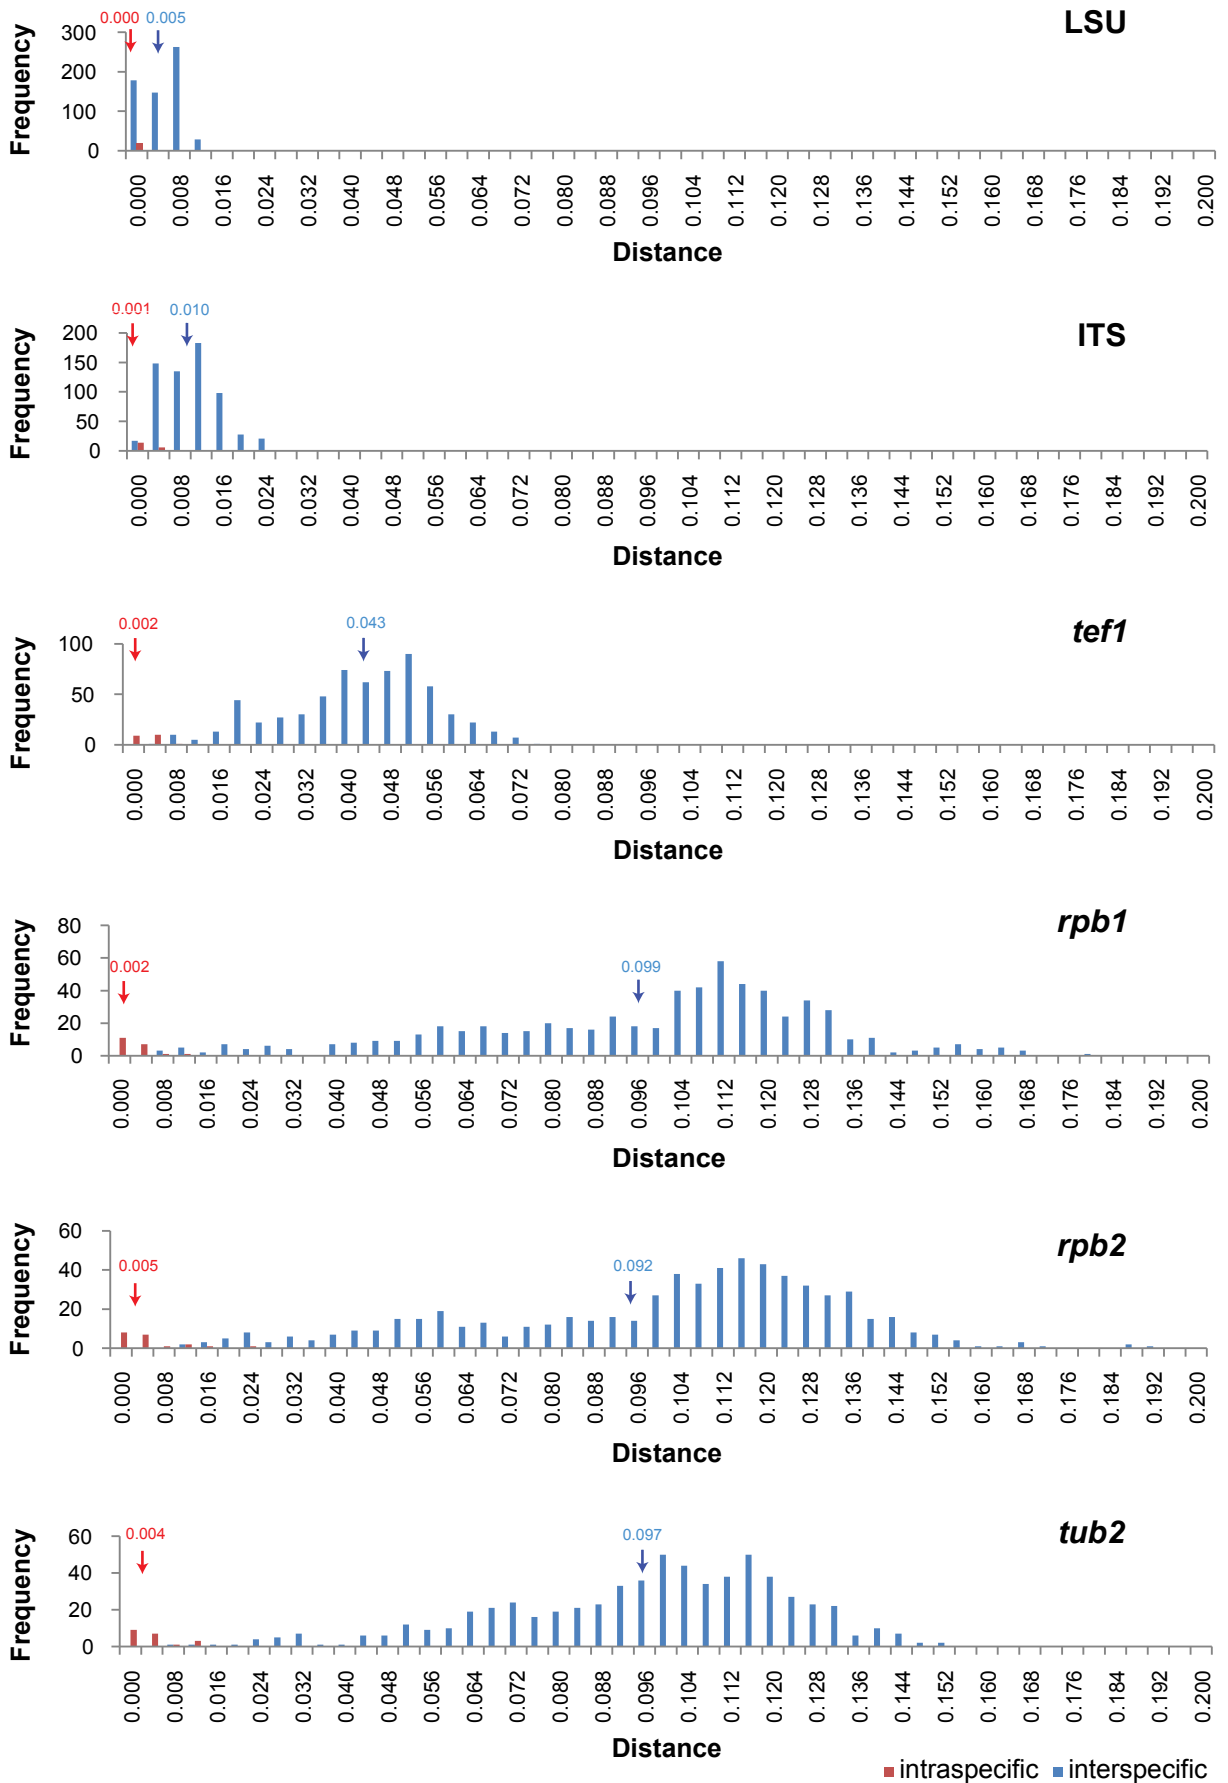 0.000 0.005 LSU
300
200
100
0
Frequency
0.000 0.008 0.016 0.024 0.032 0.040 0.048 0.056 0.064 0.072 0.080 0.088 0.096 0.104 0.112 0.120 0.128 0.136 0.144 0.152 0.160 0.168 0.176 0.184 0.192 0.200
Distance
0.001 0.010 ITS
200
150
100
50
0
Frequency
0.000 0.008 0.016 0.024 0.032 0.040 0.048 0.056 0.064 0.072 0.080 0.088 0.096 0.104 0.112 0.120 0.128 0.136 0.144 0.152 0.160 0.168 0.176 0.184 0.192 0.200
Distance
0.002 0.043 tef1
100
50
0
Frequency
0.000 0.008 0.016 0.024 0.032 0.040 0.048 0.056 0.064 0.072 0.080 0.088 0.096 0.104 0.112 0.120 0.128 0.136 0.144 0.152 0.160 0.168 0.176 0.184 0.192 0.200
Distance
rpb1
80
60
40
20
0
Frequency
0.002 0.099
0.000 0.008 0.016 0.024 0.032 0.040 0.048 0.056 0.064 0.072 0.080 0.088 0.096 0.104 0.112 0.120 0.128 0.136 0.144 0.152 0.160 0.168 0.176 0.184 0.192 0.200
Distance
rpb2
60
40
20
0
Frequency
0.005 0.092
0.000 0.008 0.016 0.024 0.032 0.040 0.048 0.056 0.064 0.072 0.080 0.088 0.096 0.104 0.112 0.120 0.128 0.136 0.144 0.152 0.160 0.168 0.176 0.184 0.192 0.200
Distance
0.004 0.097 tub2
60
40
20
0
Frequency
0.000 0.008 0.016 0.024 0.032 0.040 0.048 0.056 0.064 0.072 0.080 0.088 0.096 0.104 0.112 0.120 0.128 0.136 0.144 0.152 0.160 0.168 0.176 0.184 0.192 0.200
Distance
intraspecific interspecific